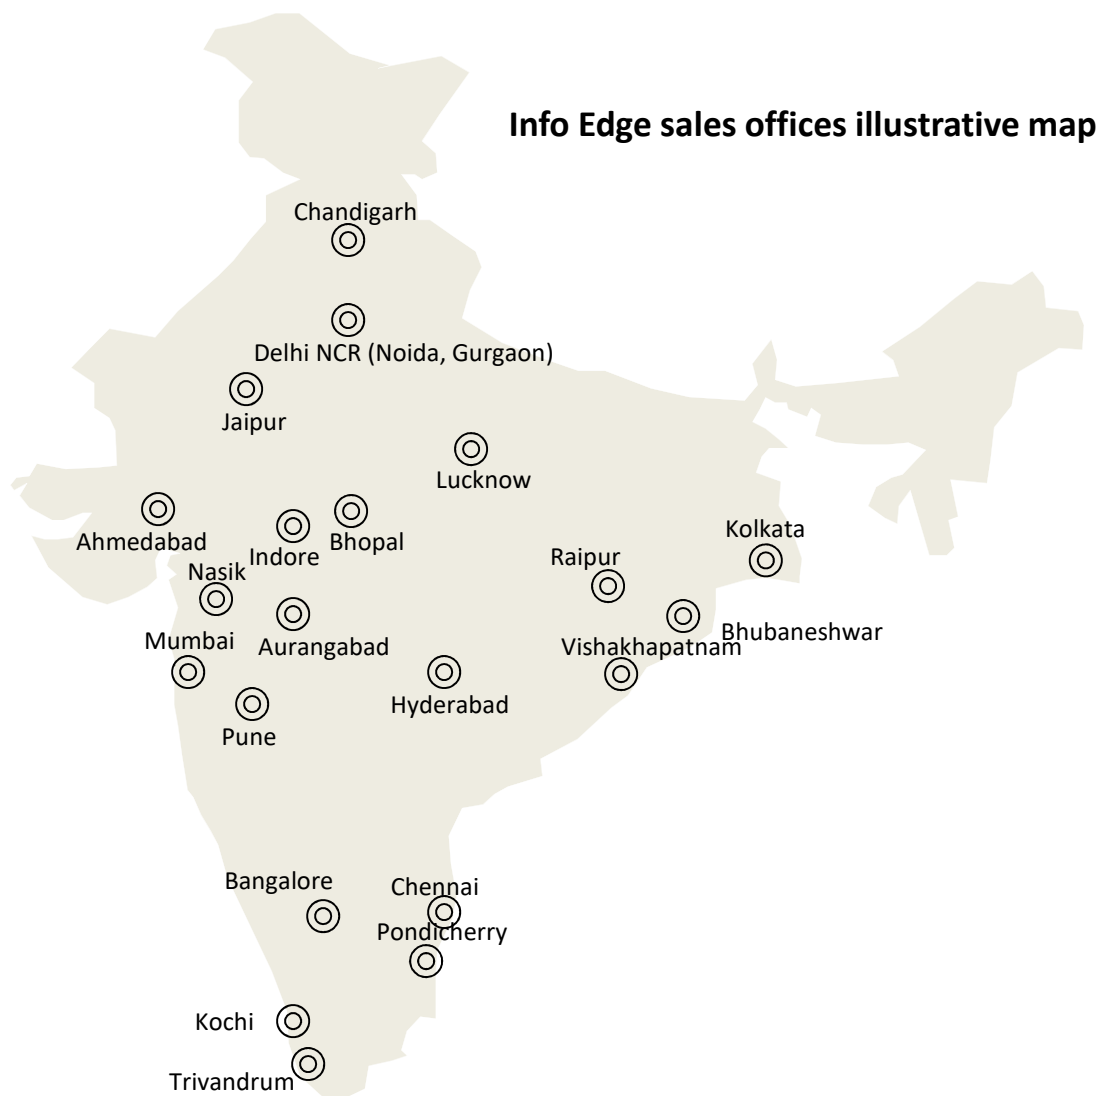 Info Edge sales offices illustrative map
Chandigarh
Delhi NCR (Noida, Gurgaon)
Jaipur
Lucknow
Ahmedabad
Indore
Bhopal
Kolkata
Raipur
Nasik
Bhubaneshwar
Mumbai
Aurangabad
Vishakhapatnam
Hyderabad
Pune
Bangalore
Chennai
Pondicherry
Kochi
Trivandrum